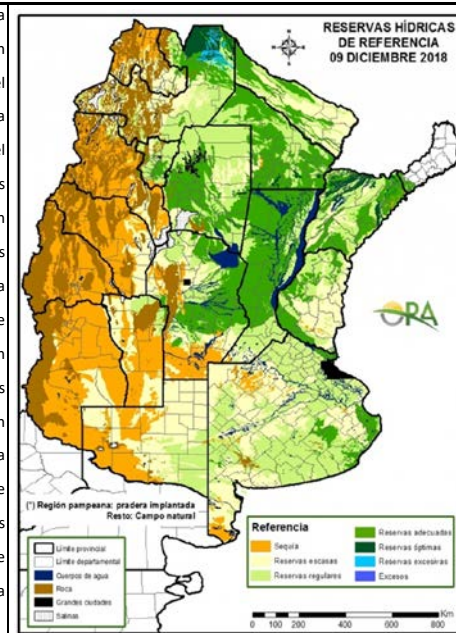 RESERVAS HÍDRICAS
DE REFERENCIA
09 DICIEMBRE 2018
ORA
(*) Región pampeana: pradera implantada
Resto: Campo natural
Límite provincial
Límite departamental
Cuerpos de agua
Roca
Grandes ciudades
Salinas
Referencia
Sequía
Reservas escasas
Reservas regulares
Reservas adecuadas
Reservas óptimas
Reservas excesivas
Excesos
Km
0 100 200 400 600 800